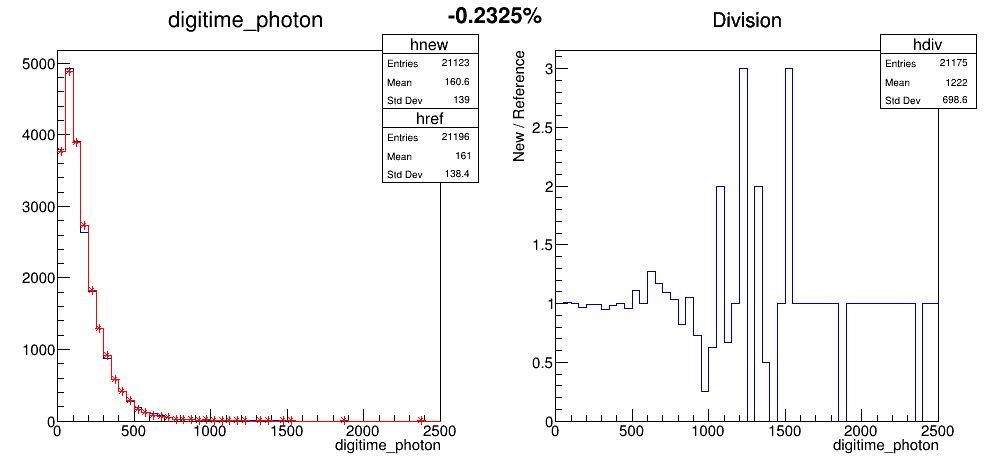 digitime_photon
-0.2325%
Division
hnew
Entries 21123
Mean 160.6
Std Dev 139
href
Entries 21196
Mean 161
Std Dev 138.4
5000
4000
3000
2000
1000
0
0 500 1000 1500 2000 2500
digitime_photon
hdiv
Entries 21175
Mean 1222
Std Dev 698.6
New / Reference
3
2.5
2
1.5
1
0.5
0
0 500 1000 1500 2000 2500
digitime_photon